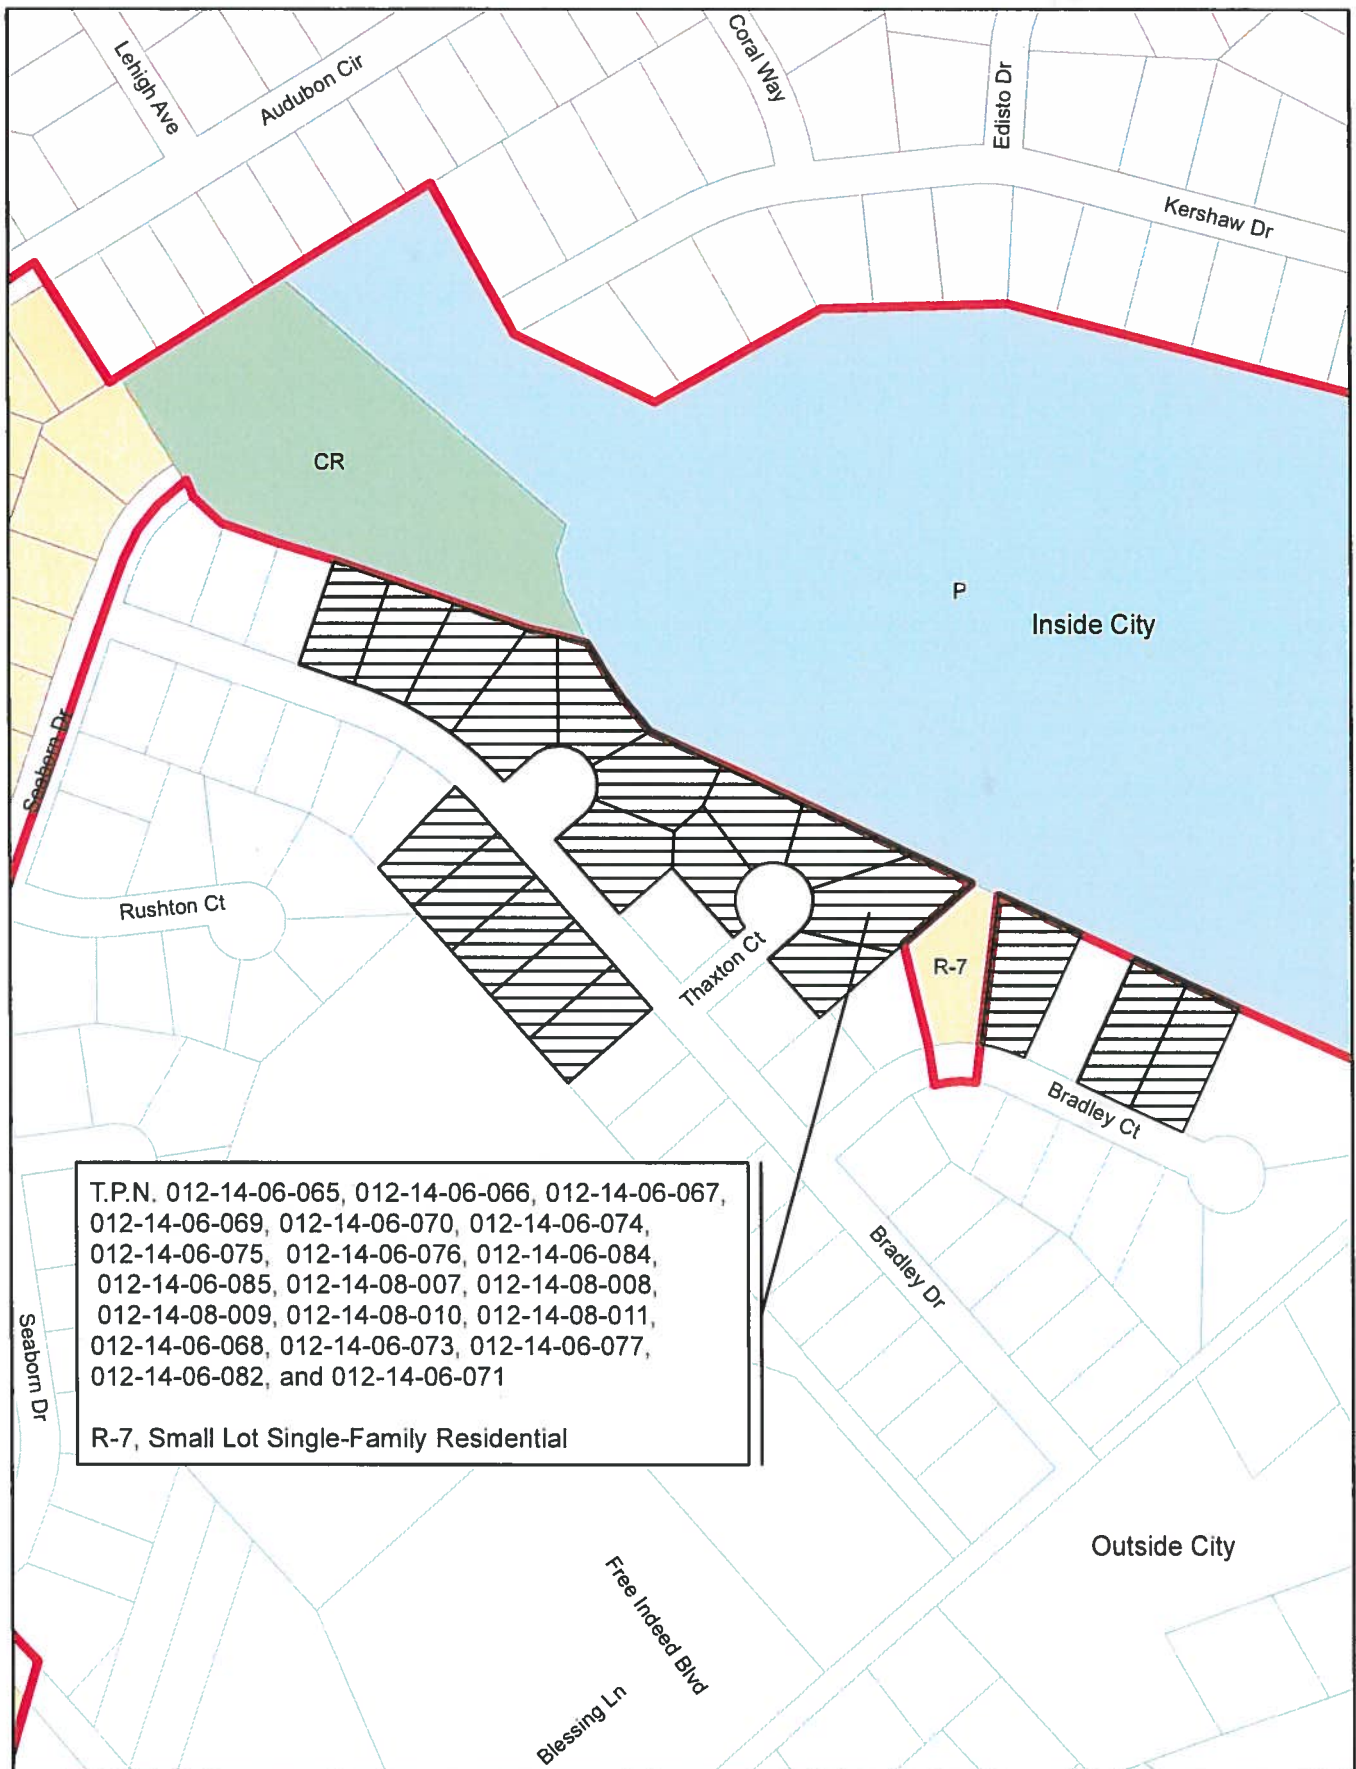 Lehigh Ave
Audubon Cir
Coral Way
Edisto Dr
Kershaw Dr
CR
P
Inside City
Seaborn Dr
Rushton Ct
Thaxton Ct
R-7
Bradley Ct
T.P.N. 012-14-06-065, 012-14-06-066, 012-14-06-067,
012-14-06-069, 012-14-06-070, 012-14-06-074,
012-14-06-075, 012-14-06-076, 012-14-06-084,
012-14-06-085, 012-14-08-007, 012-14-08-008,
012-14-08-009, 012-14-08-010, 012-14-08-011,
012-14-06-068, 012-14-06-073, 012-14-06-077,
012-14-06-082, and 012-14-06-071
R-7, Small Lot Single-Family Residential
Bradley Dr
Seaborn Dr
Outside City
Free Indeed Blvd
Blessing Ln